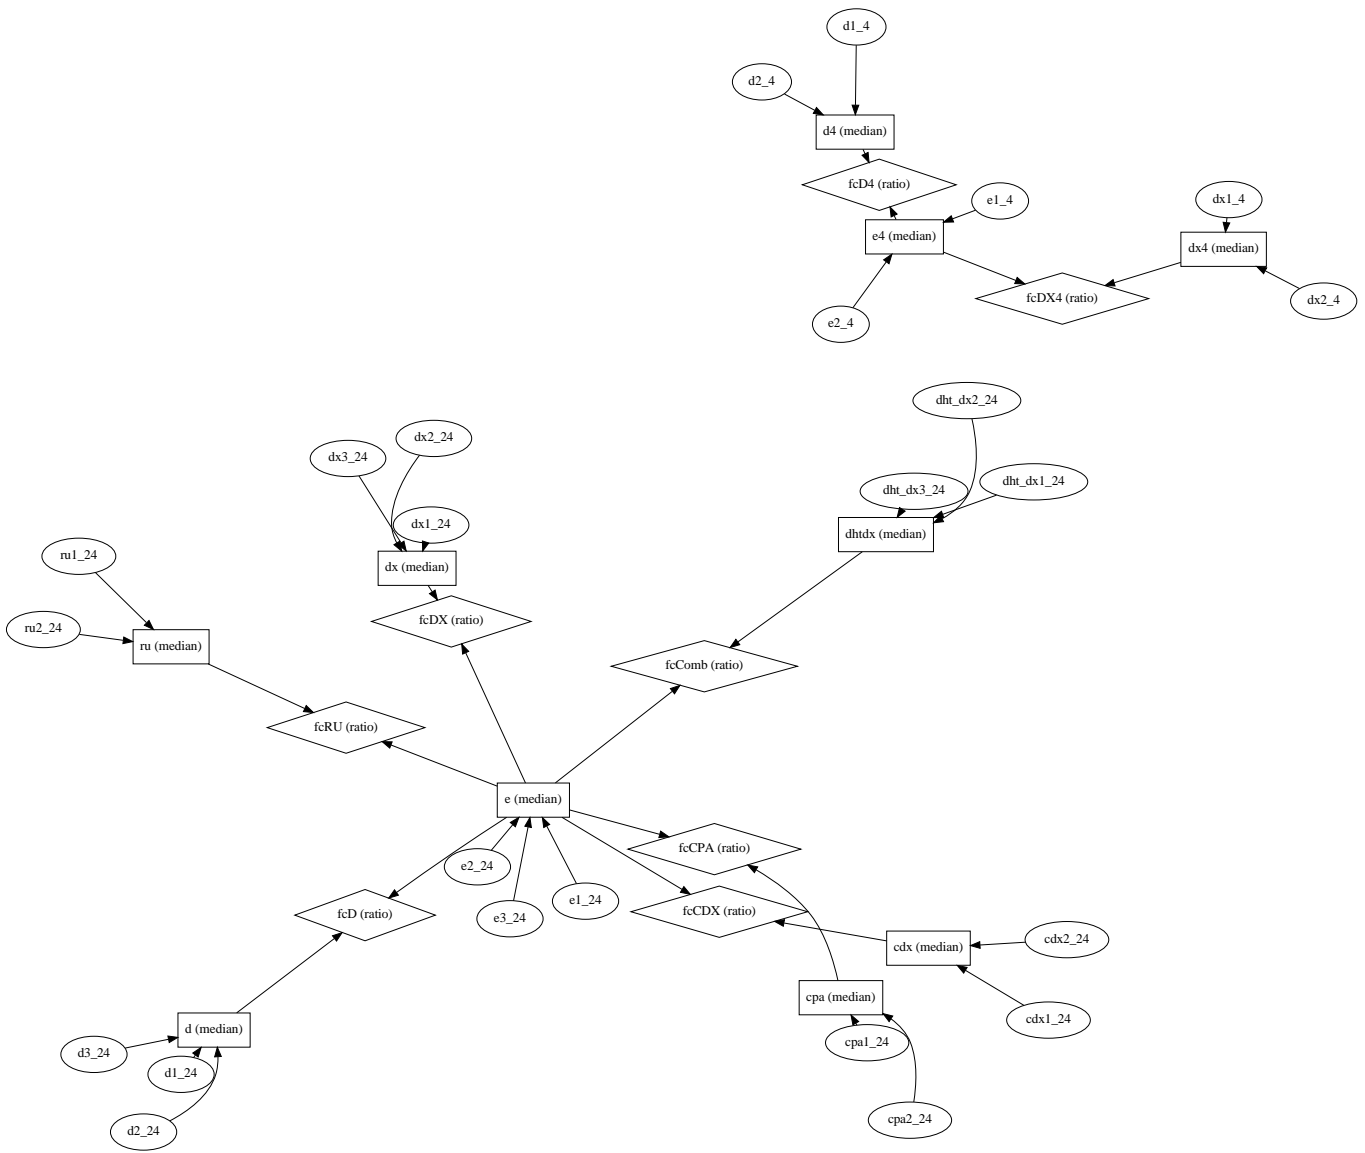 d1_4
d2_4
d4 (median)
fcD4 (ratio)
e1_4
dx1_4
e4 (median)
dx4 (median)
fcDX4 (ratio)
dx2_4
e2_4
dht_dx2_24
dx2_24
dx3_24
dht_dx1_24
dht_dx3_24
dx1_24
dhtdx (median)
ru1_24
dx (median)
fcDX (ratio)
ru2_24
ru (median)
fcComb (ratio)
fcRU (ratio)
e (median)
fcCPA (ratio)
e2_24
e1_24
fcD (ratio)
fcCDX (ratio)
e3_24
cdx2_24
cdx (median)
cpa (median)
cdx1_24
d (median)
cpa1_24
d3_24
d1_24
cpa2_24
d2_24